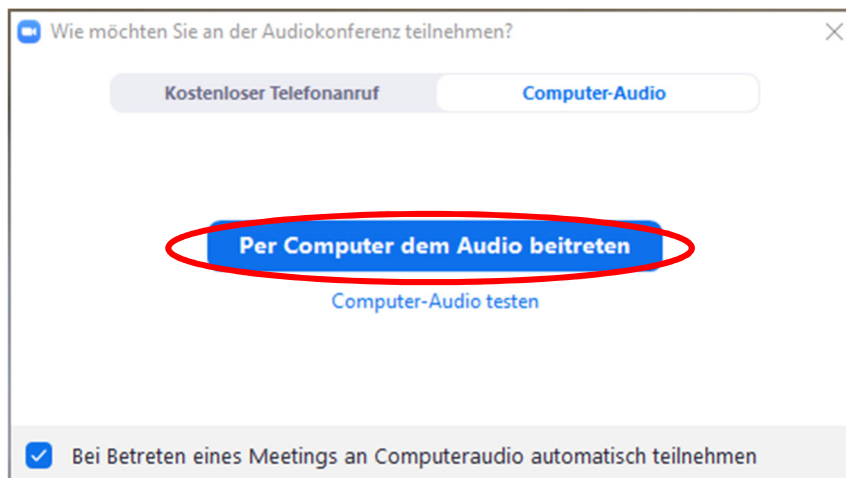 Wie möchten Sie an der Audiokonferenz teilnehmen?
Kostenloser Telefonanruf
Computer-Audio
Per Computer dem Audio beitreten
Computer-Audio testen
Bei Betreten eines Meetings an Computeraudio automatisch teilnehmen